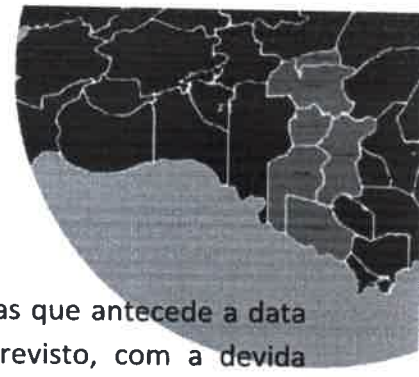 as que antecede a data
revisto, com a devida